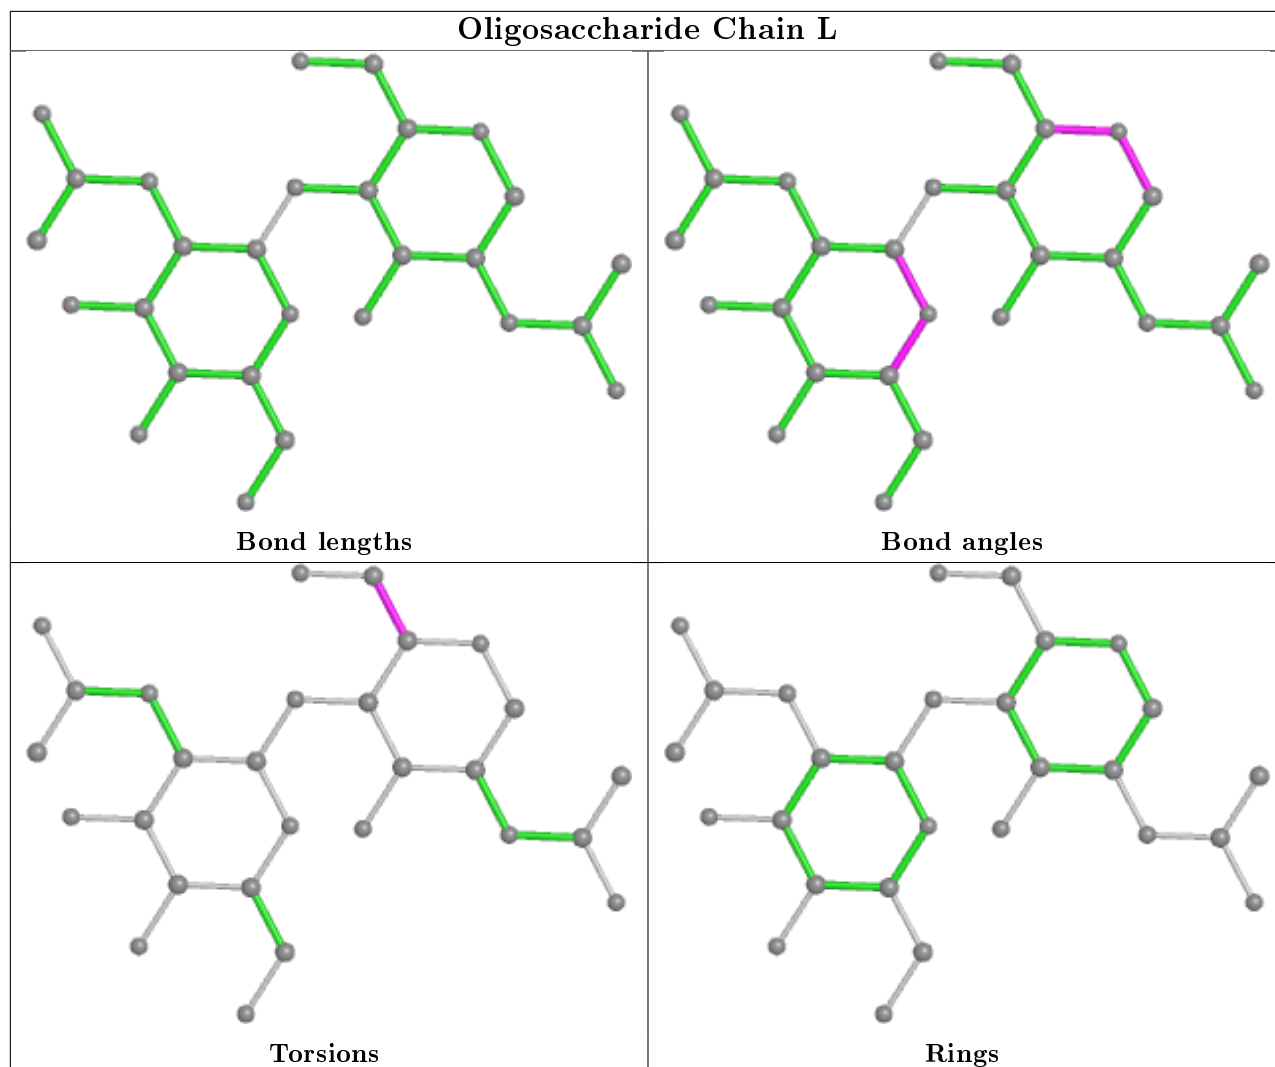 Oligosaccharide Chain L
Bond lengths
Bond angles
Torsions
Rings